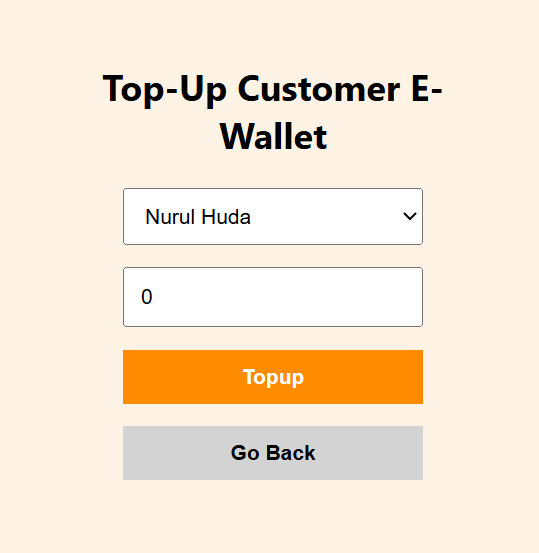 Top-Up Customer E-
Wallet
Nurul Huda
0
Topup
Go Back